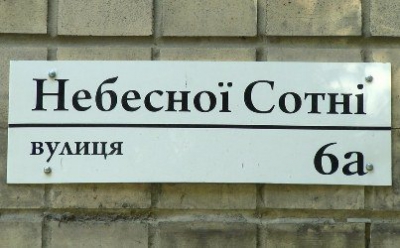 Небесної Сотні
вулиця
6а